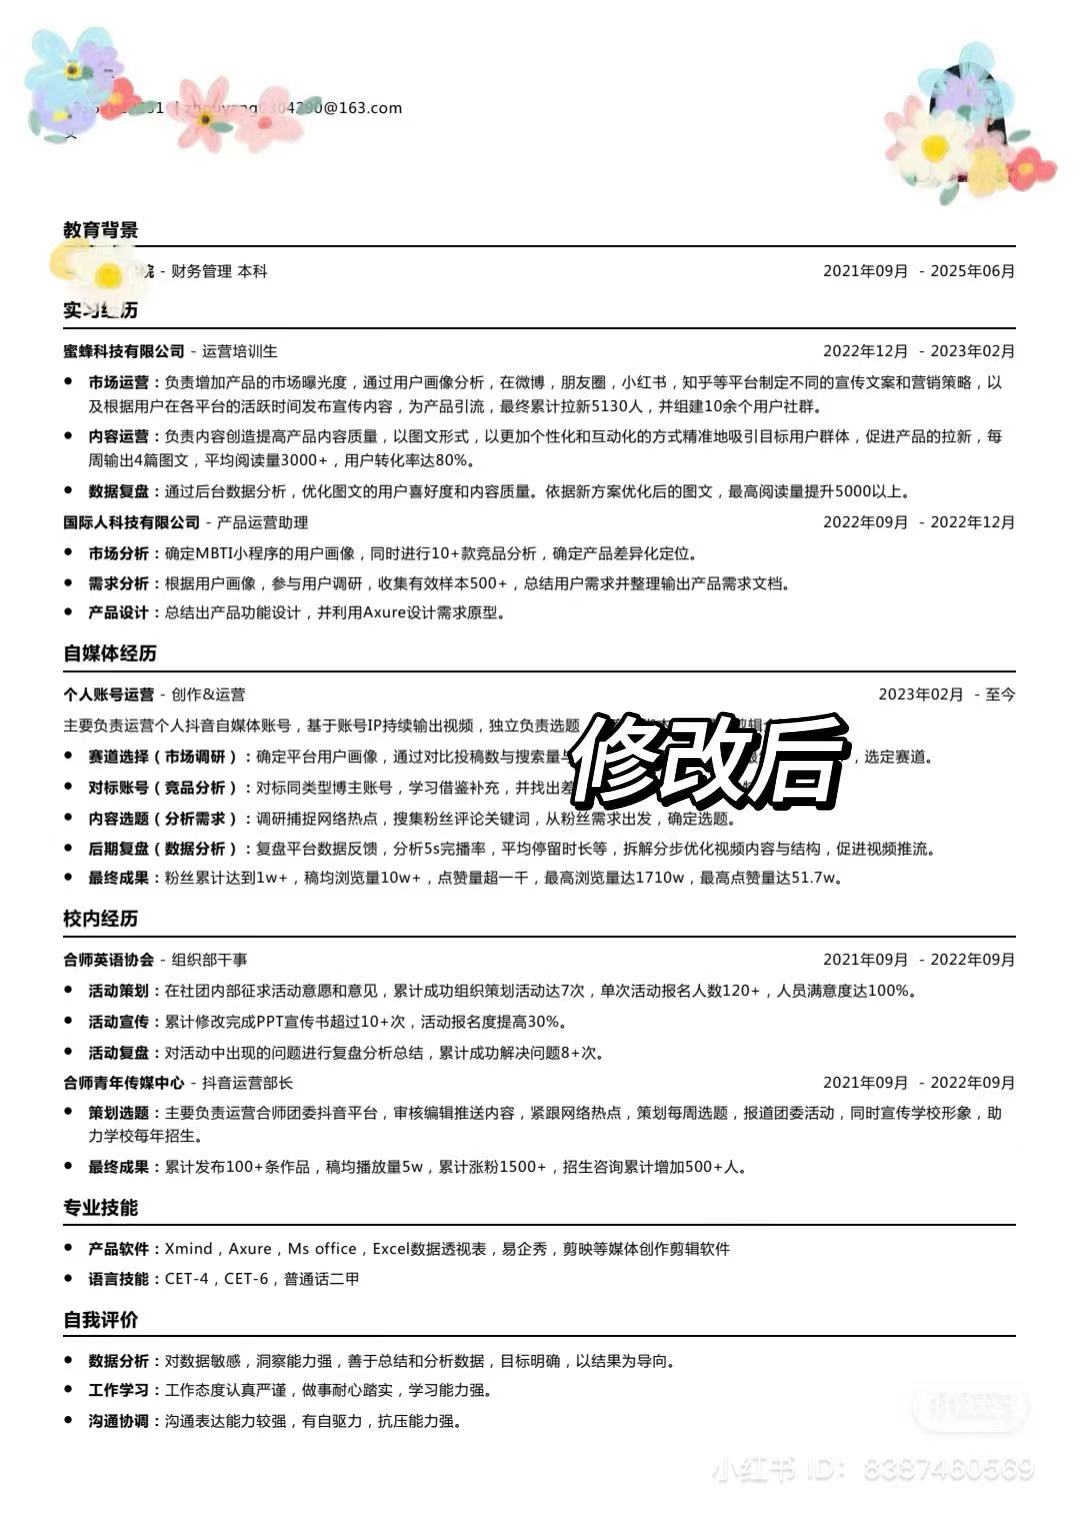 @163.com
教育背景
院 - 财务管理 本科 2021年09月 - 2025年06月
实习经历
蜜蜂科技有限公司 - 运营培训生 2022年12月 - 2023年02月
● 市场运营：负责增加产品的市场曝光度，通过用户画像分析，在微博，朋友圈，小红书，知乎等平台制定不同的宣传文案和营销策略，以
及根据用户在各平台的活跃时间发布宣传内容，为产品引流，最终累计拉新5130人，并组建10余个用户社群。
● 内容运营：负责内容创造提高产品内容质量，以图文形式，以更加个性化和互动化的方式精准地吸引目标用户群体，促进产品的拉新，每
周输出4篇图文，平均阅读量3000+，用户转化率达80%。
● 数据复盘：通过后台数据分析，优化图文的用户喜好度和内容质量。依据新方案优化后的图文，最高阅读量提升5000以上。
国际人科技有限公司 - 产品运营助理 2022年09月 - 2022年12月
● 市场分析：确定MBTI小程序的用户画像，同时进行10+款竞品分析，确定产品差异化定位。
● 需求分析：根据用户画像，参与用户调研，收集有效样本500+，总结用户需求并整理输出产品需求文档。
● 产品设计：总结出产品功能设计，并利用Axure设计需求原型。
自媒体经历
个人账号运营 - 创作&运营 2023年02月 - 至今
主要负责运营个人抖音自媒体账号，基于账号IP持续输出视频，独立负责选题
● 赛道选择（市场调研）：确定平台用户画像，通过对比投稿数与搜索量 ，选定赛道。
● 对标账号（竞品分析）：对标同类型博主账号，学习借鉴补充，并找出差
修改后
● 内容选题（分析需求）：调研捕捉网络热点，搜集粉丝评论关键词，从粉丝需求出发，确定选题。
● 后期复盘（数据分析）：复盘平台数据反馈，分析5s完播率，平均停留时长等，拆解分步优化视频内容与结构，促进视频推流。
● 最终成果：粉丝累计达到1w+，稿均浏览量10w+，点赞量超一千，最高浏览量达1710w，最高点赞量达51.7w。
校内经历
合师英语协会 - 组织部干事 2021年09月 - 2022年09月
● 活动策划：在社团内部征求活动意愿和意见，累计成功组织策划活动达7次，单次活动报名人数120+，人员满意度达100%。
● 活动宣传：累计修改完成PPT宣传书超过10+次，活动报名度提高30%。
● 活动复盘：对活动中出现的问题进行复盘分析总结，累计成功解决问题8+次。
合师青年传媒中心 - 抖音运营部长 2021年09月 - 2022年09月
● 策划选题：主要负责运营合师团委抖音平台，审核编辑推送内容，紧跟网络热点，策划每周选题，报道团委活动，同时宣传学校形象，助
力学校每年招生。
● 最终成果：累计发布100+条作品，稿均播放量5w，累计涨粉1500+，招生咨询累计增加500+人。
专业技能
● 产品软件：Xmind，Axure，Ms office，Excel数据透视表，易企秀，剪映等媒体创作剪辑软件
● 语言技能：CET-4，CET-6，普通话二甲
自我评价
● 数据分析：对数据敏感，洞察能力强，善于总结和分析数据，目标明确，以结果为导向。
● 工作学习：工作态度认真严谨，做事耐心踏实，学习能力强。
● 沟通协调：沟通表达能力较强，有自驱力，抗压能力强。
小红书
小红书 ID：8387460569